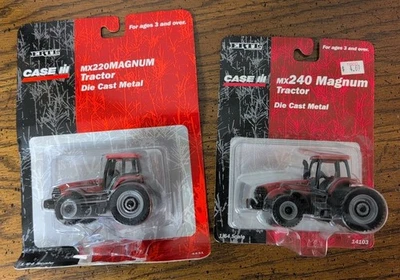 ERTL
For ages 3 and over.
CASE IH
MX220MAGNUM
Tractor
Die Cast Metal
ERTL
For ages 3 and over.
CASE IH
MX240 Magnum
Tractor
Die Cast Metal
1/64 Scale
14103